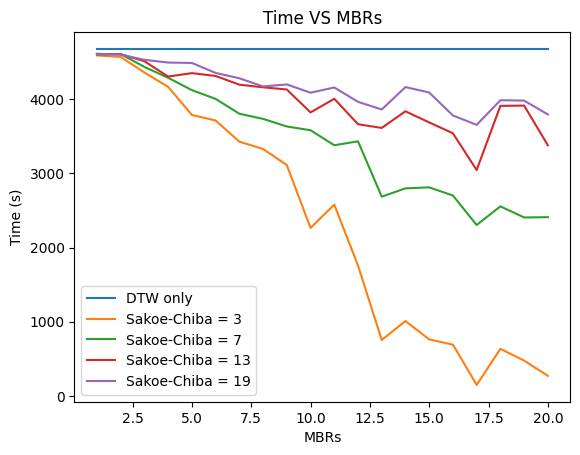 Time VS MBRs
Time (s)
4000
3000
2000
1000
0
DTW only
Sakoe-Chiba = 3
Sakoe-Chiba = 7
Sakoe-Chiba = 13
Sakoe-Chiba = 19
2.5 5.0 7.5 10.0 12.5 15.0 17.5 20.0
MBRs